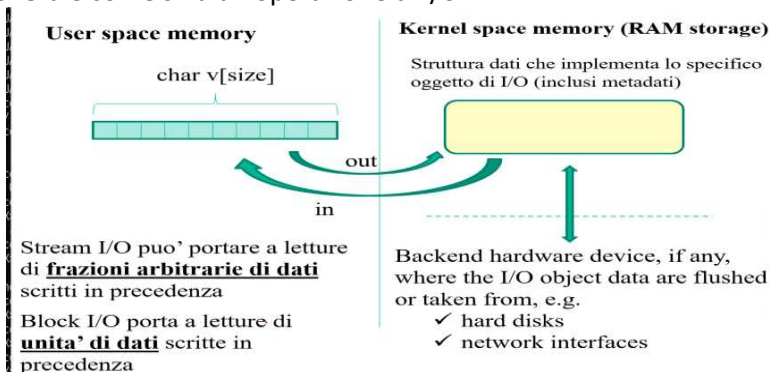 User space memory
char v[size]
out
in
Stream I/O puo' portare a letture
di frazioni arbitrarie di dati
scritti in precedenza
Block I/O porta a letture di
unita' di dati scritte in
precedenza
Kernel space memory (RAM storage)
Struttura dati che implementa lo specifico
oggetto di I/O (inclusi metadati)
Backend hardware device, if any,
where the I/O object data are flushed
or taken from, e.g.
✓ hard disks
✓ network interfaces